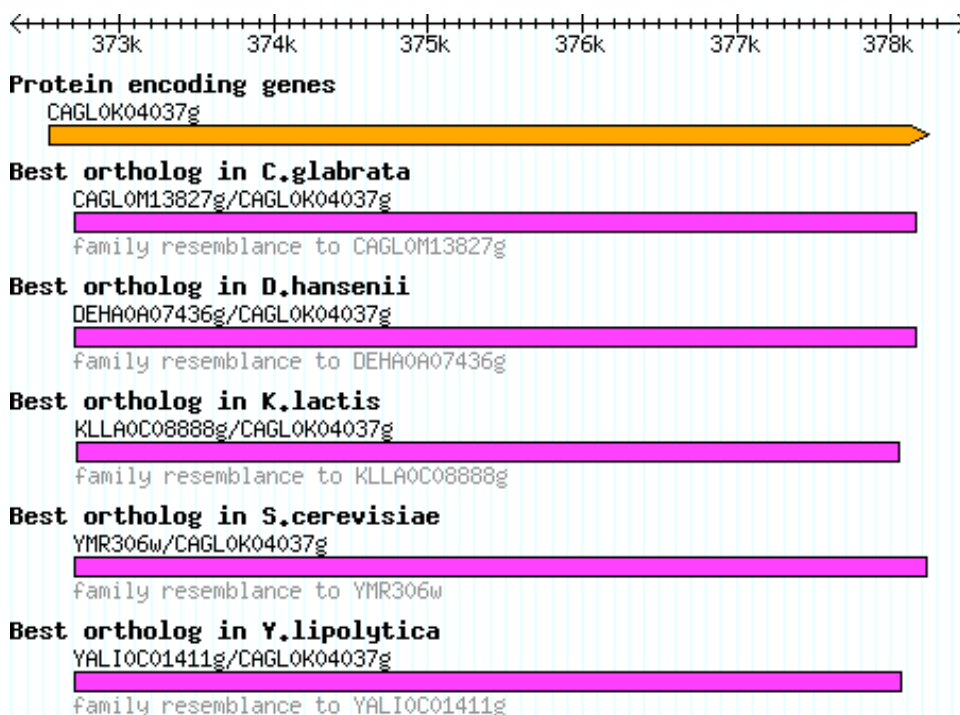 373k 374k 375k 376k 377k 378k
Protein encoding genes
CAGL0K04037g
Best ortholog in C.glabrata
CAGL0M13827g/CAGL0K04037g
family resemblance to CAGL0M13827g
Best ortholog in D.hansenii
DEHA0A07436g/CAGL0K04037g
family resemblance to DEHA0A07436g
Best ortholog in K.lactis
KLLA0C08888g/CAGL0K04037g
family resemblance to KLLA0C08888g
Best ortholog in S.cerevisiae
YMR306w/CAGL0K04037g
family resemblance to YMR306w
Best ortholog in Y.lipolytica
YALI0C01411g/CAGL0K04037g
family resemblance to YALI0C01411g